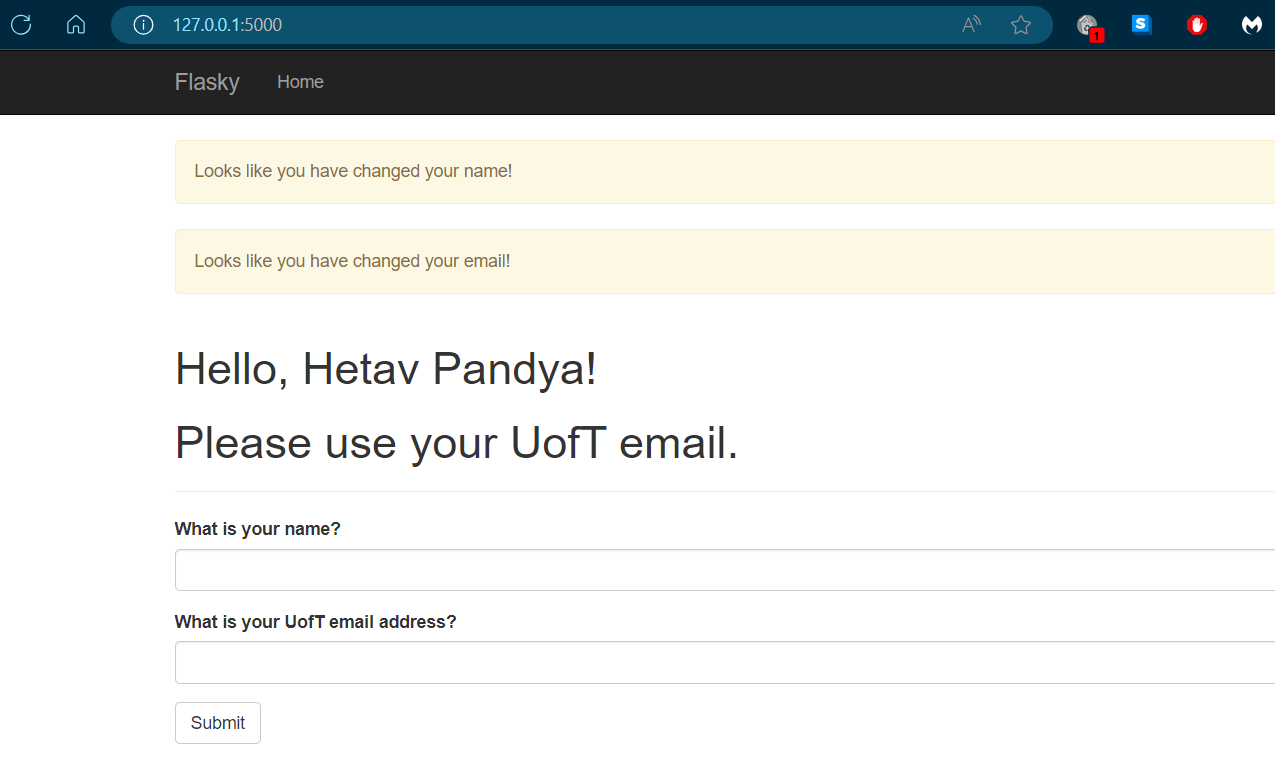 127.0.0.1:5000
Flasky Home
Looks like you have changed your name!
Looks like you have changed your email!
Hello, Hetav Pandya!
Please use your UofT email.
What is your name?
What is your UofT email address?
Submit